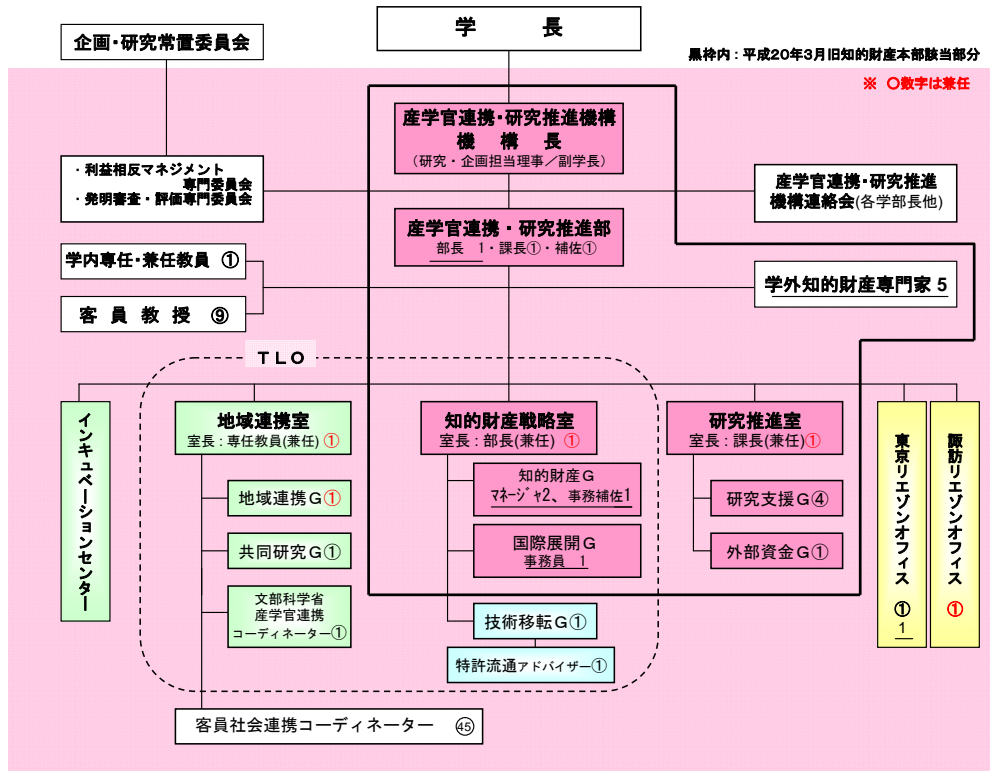 学　長
企画・研究常置委員会
黒枠内：平成20年3月旧知的財産本部該当部分
※ ○数字は兼任
産学官連携・研究推進機構
機　構　長
（研究・企画担当理事／副学長）
・利益相反マネジメント
専門委員会
・発明審査・評価専門委員会
産学官連携・研究推進
機構連絡会(各学部長他)
産学官連携・研究推進部
部長 1・課長①・補佐①
学内専任・兼任教員 ①
客 員 教 授 ⑨
学外知的財産専門家 5
TLO
インキュベーションセンター
地域連携室
室長：専任教員(兼任) ①
地域連携G①
共同研究G①
文部科学省
産学官連携
コーディネーター①
客員社会連携コーディネーター ㊺
知的財産戦略室
室長：部長(兼任) ①
知的財産G
マネージャ2、事務補佐1
国際展開G
事務員 1
技術移転G①
特許流通アドバイザー①
研究推進室
室長：課長(兼任)①
研究支援G④
外部資金G①
東京リエゾンオフィス ①
1
諏訪リエゾンオフィス ①